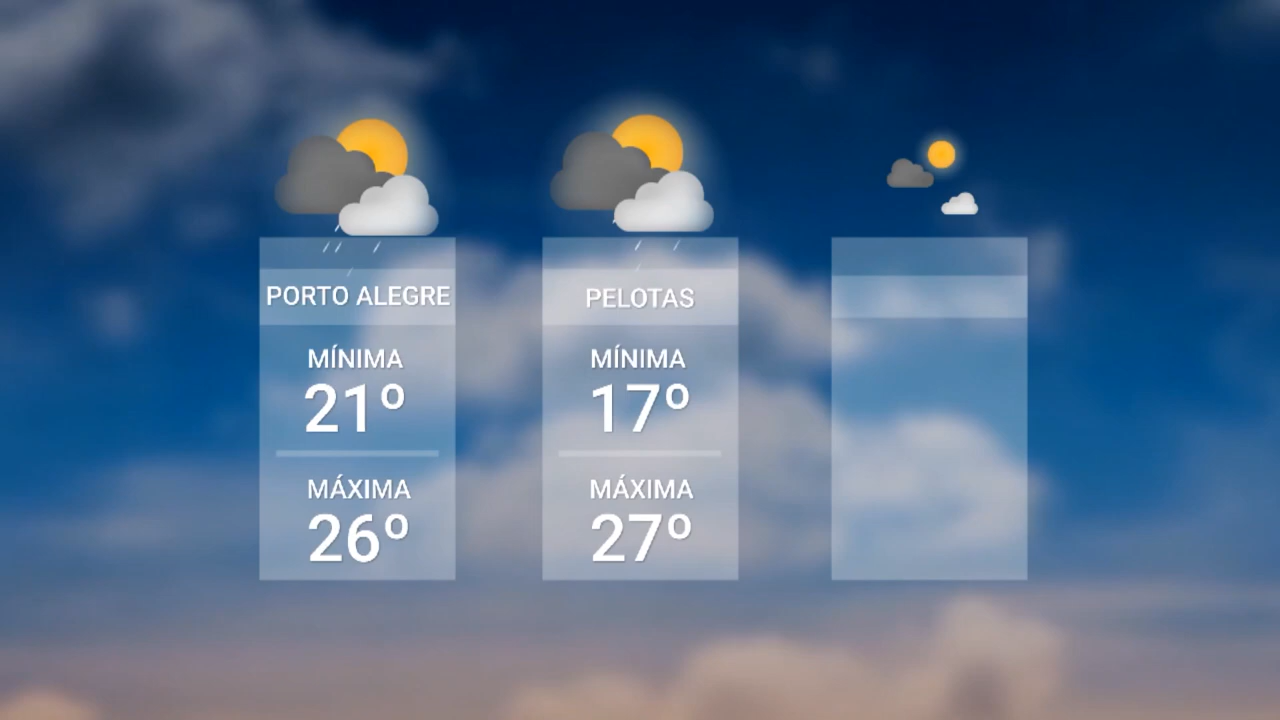 PORTO ALEGRE
MÍNIMA
21º
MÁXIMA
26º
PELOTAS
MÍNIMA
17º
MÁXIMA
27º